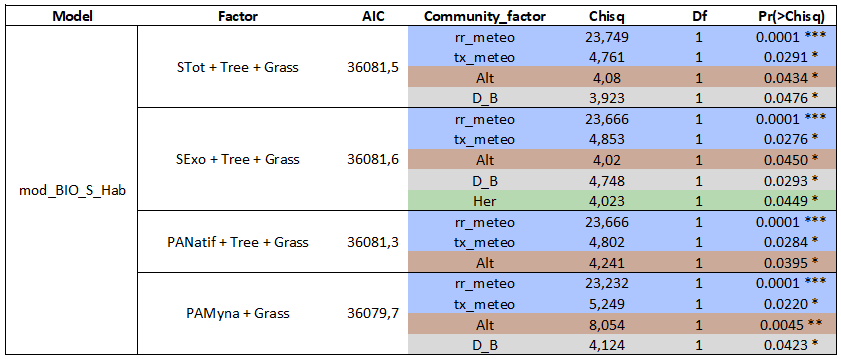 Model Factor AIC Community_factor Chisq Df Pr(>Chisq)
rr_meteo 23,749 1 0.0001 ***
tx_meteo 4,761 1 0.0291 *
STot + Tree + Grass 36081,5
Alt 4,08 1 0.0434 *
D_B 3,923 1 0.0476 *
rr_meteo 23,666 1 0.0001 ***
tx_meteo 4,853 1 0.0276 *
SExo + Tree + Grass 36081,6 Alt 4,02 1 0.0450 *
D_B 4,748 1 0.0293 *
mod_BIO_S_Hab
Her 4,023 1 0.0449 *
rr_meteo 23,666 1 0.0001 ***
PANatif + Tree + Grass 36081,3 tx_meteo 4,802 1 0.0284 *
Alt 4,241 1 0.0395 *
rr_meteo 23,232 1 0.0001 ***
tx_meteo 5,249 1 0.0220 *
PAMyna + Grass 36079,7
Alt 8,054 1 0.0045 **
D_B 4,124 1 0.0423 *